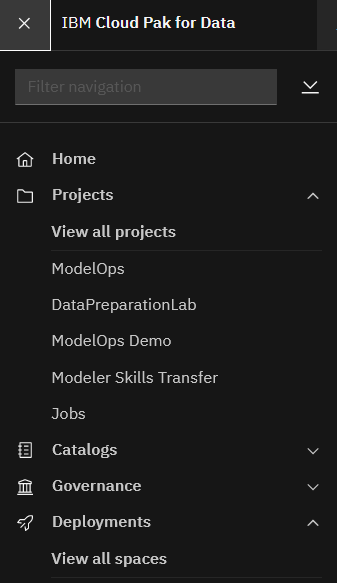 IBM Cloud Pak for Data
Filter navigation
Home
Projects
View all projects
ModelOps
DataPreparationLab
ModelOps Demo
Modeler Skills Transfer
Jobs
Catalogs
Governance
Deployments
View all spaces